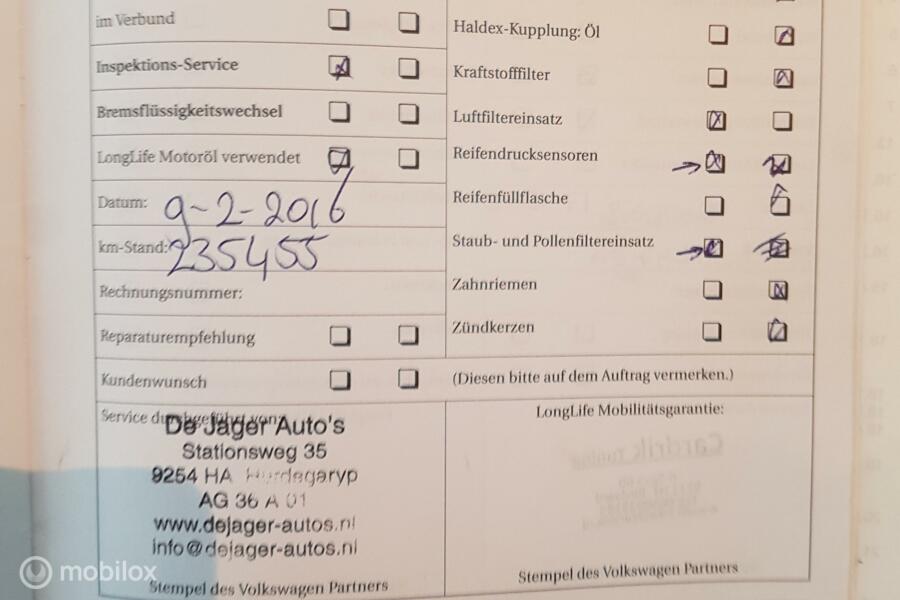 im Verbund
Inspektions-Service
Bremsflüssigkeitswechsel
LongLife Motoröl verwendet
Datum: 9-2-2016
km-Stand: 235455
Rechnungsnummer:
Reparaturempfehlung
Kundenwunsch
Haldex-Kupplung: Öl
Kraftstofffilter
Luftfiltereinsatz
Reifendrucksensoren
Reifenfüllflasche
Staub- und Pollenfiltereinsatz
Zahnriemen
Zündkerzen
(Diesen bitte auf dem Auftrag vermerken.)
Service durchgeführt von:
De Jager Auto's
Stationsweg 35
9254 HA Hurdegaryp
AG 36 A 01
www.dejager-autos.nl
info@dejager-autos.nl
Stempel des Volkswagen Partners
LongLife Mobilitätsgarantie:
Stempel des Volkswagen Partners
mobilox